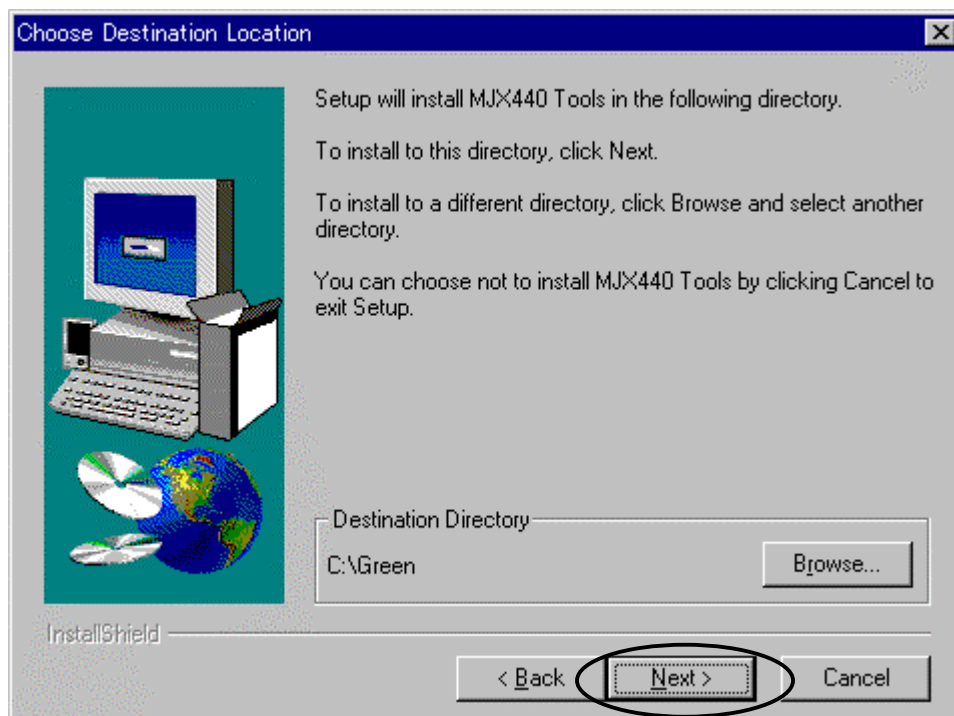 Choose Destination Location
Setup will install MJX440 Tools in the following directory.
To install to this directory, click Next.
To install to a different directory, click Browse and select another
directory.
You can choose not to install MJX440 Tools by clicking Cancel to
exit Setup.
Destination Directory
C:\Green
Browse...
InstallShield
< Back
Next >
Cancel